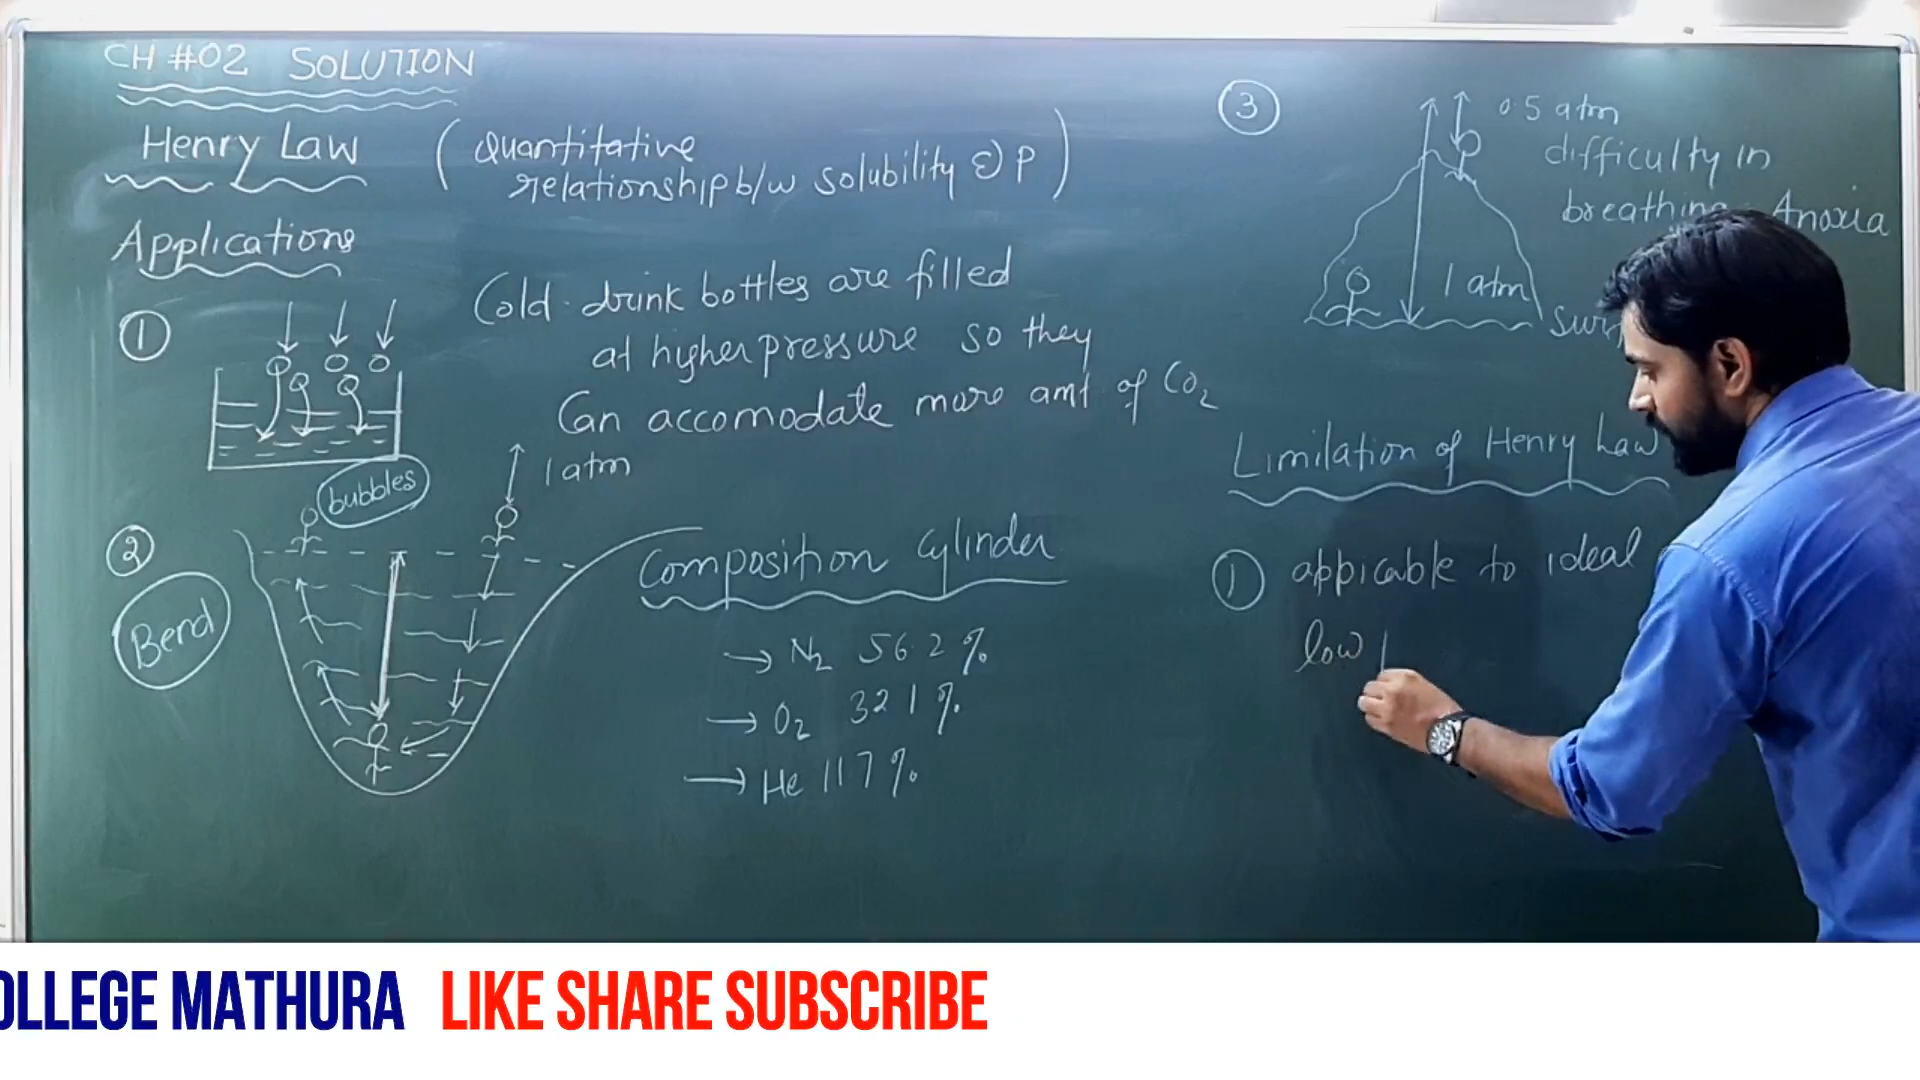 CH #02 SOLUTION
Henry Law
( Quantitative
relationship b/w solubility & P )
Applications
①
Cold drink bottles are filled
at higher pressure so they
Can accomodate more amt. of CO2
bubbles
1 atm
②
Bend
Composition Cylinder
→ N2 56.2 %
→ O2 32.1 %
→ He 11.7 %
③
0.5 atm
difficulty in
breathing Anoxia
1 atm
Limilation of Henry Law
① appicable to ideal
low
OLLEGE MATHURA LIKE SHARE SUBSCRIBE